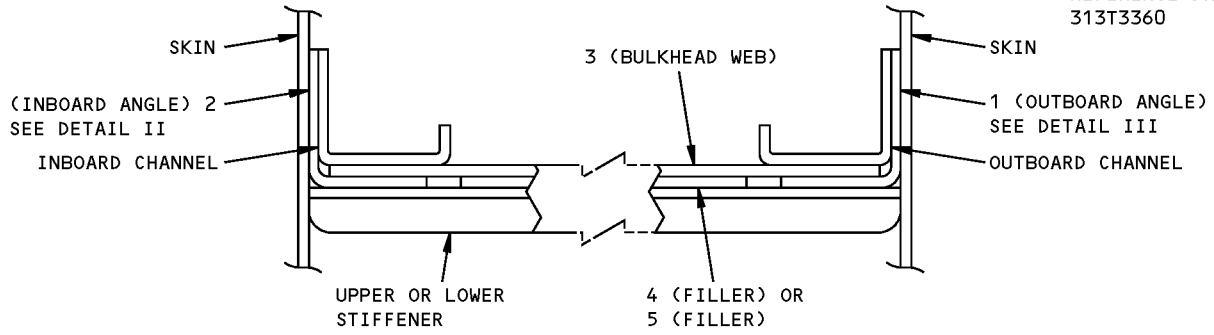 313T3360
SKIN
3 (BULKHEAD WEB)
SKIN
(INBOARD ANGLE) 2
SEE DETAIL II
1 (OUTBOARD ANGLE)
SEE DETAIL III
INBOARD CHANNEL
OUTBOARD CHANNEL
UPPER OR LOWER
STIFFENER
4 (FILLER) OR
5 (FILLER)